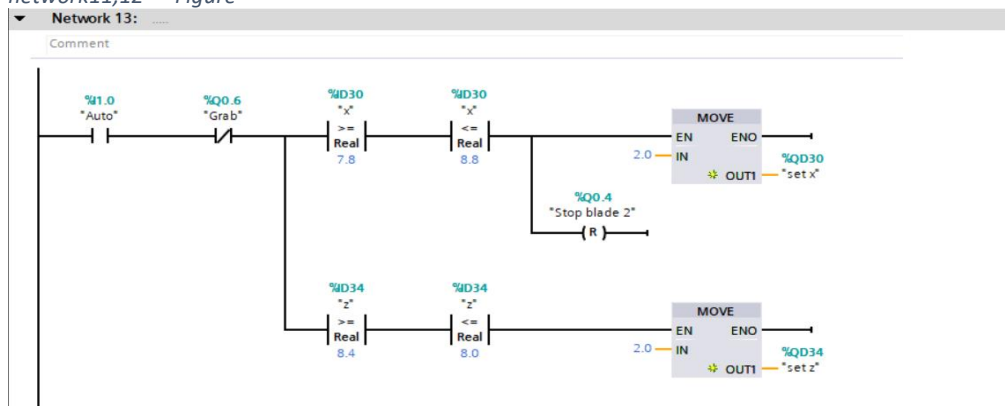 network11,12 Figure
Network 13: .....
Comment
%I1.0
"Auto"
%Q0.6
"Grab"
%ID30
"x"
>=
Real
7.8
%ID30
"x"
<=
Real
8.8
MOVE
EN ENO
2.0 IN
OUT1
%QD30
"set x"
%Q0.4
"Stop blade 2"
R
%ID34
"z"
>=
Real
8.4
%ID34
"z"
<=
Real
8.0
MOVE
EN ENO
2.0 IN
OUT1
%QD34
"set z"